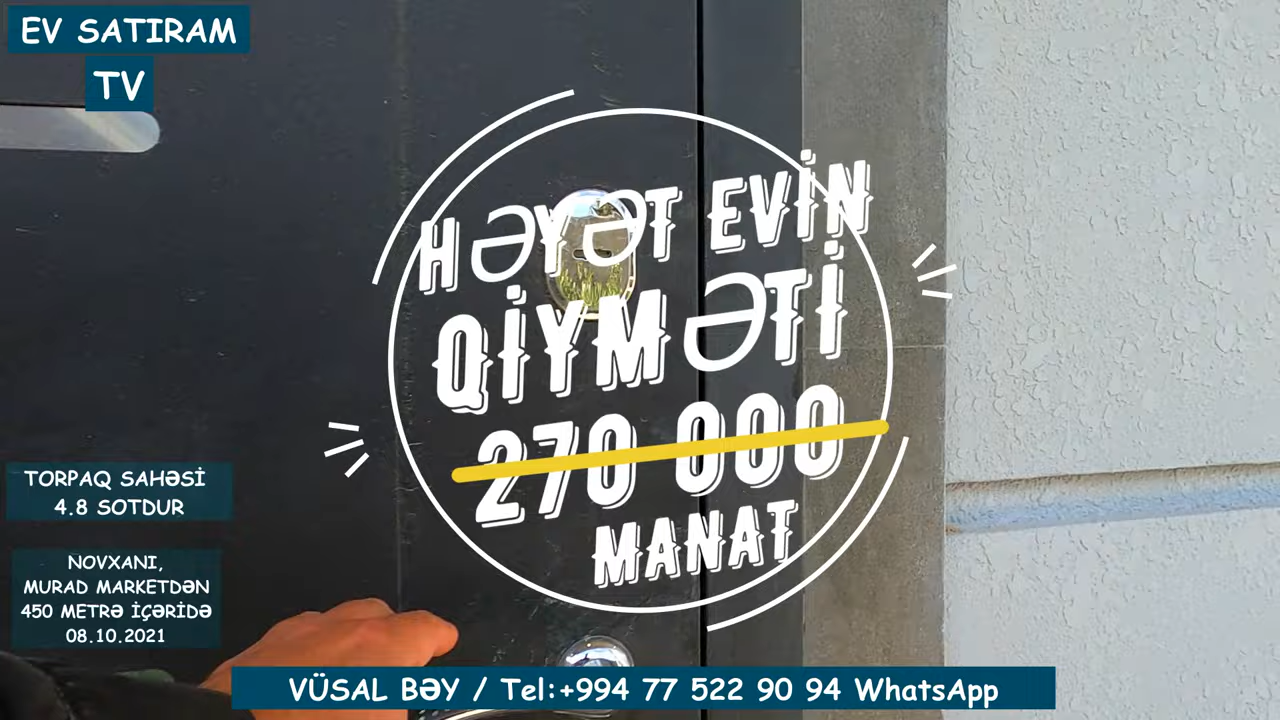 EV SATIRAM
TV
HƏYƏT EVİN
QİYMƏTİ
270 000
MANAT
TORPAQ SAHƏSİ
4.8 SOTDUR
NOVXANI,
MURAD MARKETDƏN
450 METRƏ İÇƏRİDƏ
08.10.2021
VÜSAL BƏY / Tel:+994 77 522 90 94 WhatsApp